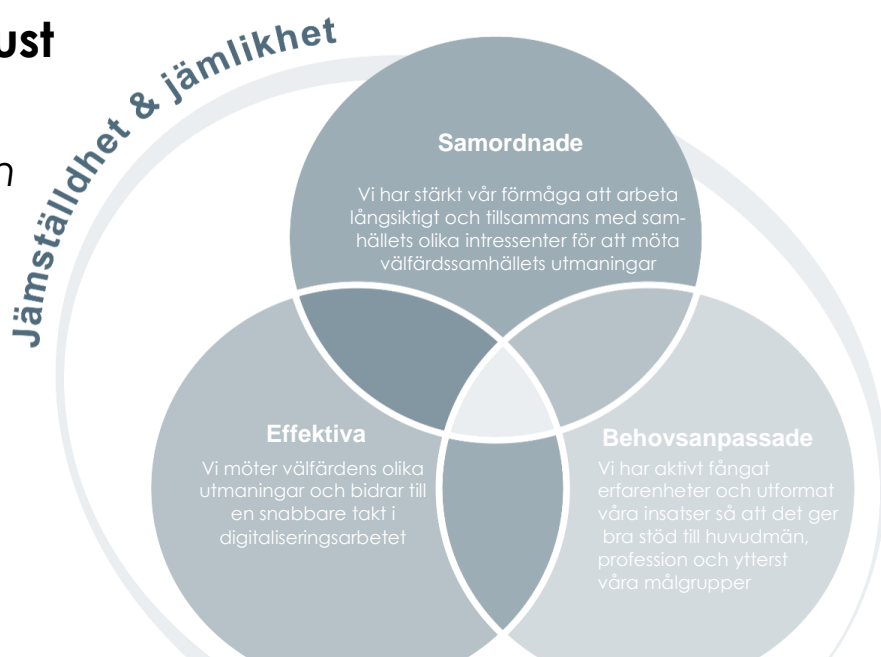 ust
n
Jämställdhet & jämlikhet
Samordnade
Vi har stärkt vår förmåga att arbeta
långsiktigt och tillsammans med sam-
hällets olika intressenter för att möta
välfärdssamhällets utmaningar
Effektiva
Vi möter välfärdens olika
utmaningar och bidrar till
en snabbare takt i
digitaliseringsarbetet
Behovsanpassade
Vi har aktivt fångat
erfarenheter och utformat
våra insatser så att det ger
bra stöd till huvudmän,
profession och ytterst
våra målgrupper